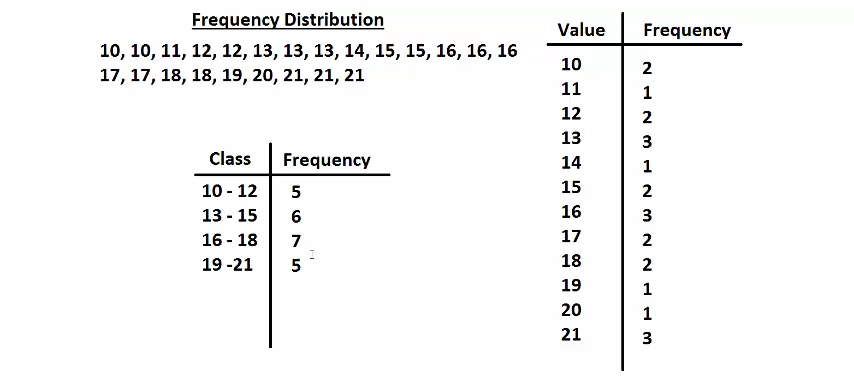 Frequency Distribution
10, 10, 11, 12, 12, 13, 13, 13, 14, 15, 15, 16, 16, 16
17, 17, 18, 18, 19, 20, 21, 21, 21
Class Frequency
10 - 12 5
13 - 15 6
16 - 18 7
19 -21 5
Value Frequency
10 2
11 1
12 2
13 3
14 1
15 2
16 3
17 2
18 2
19 1
20 1
21 3